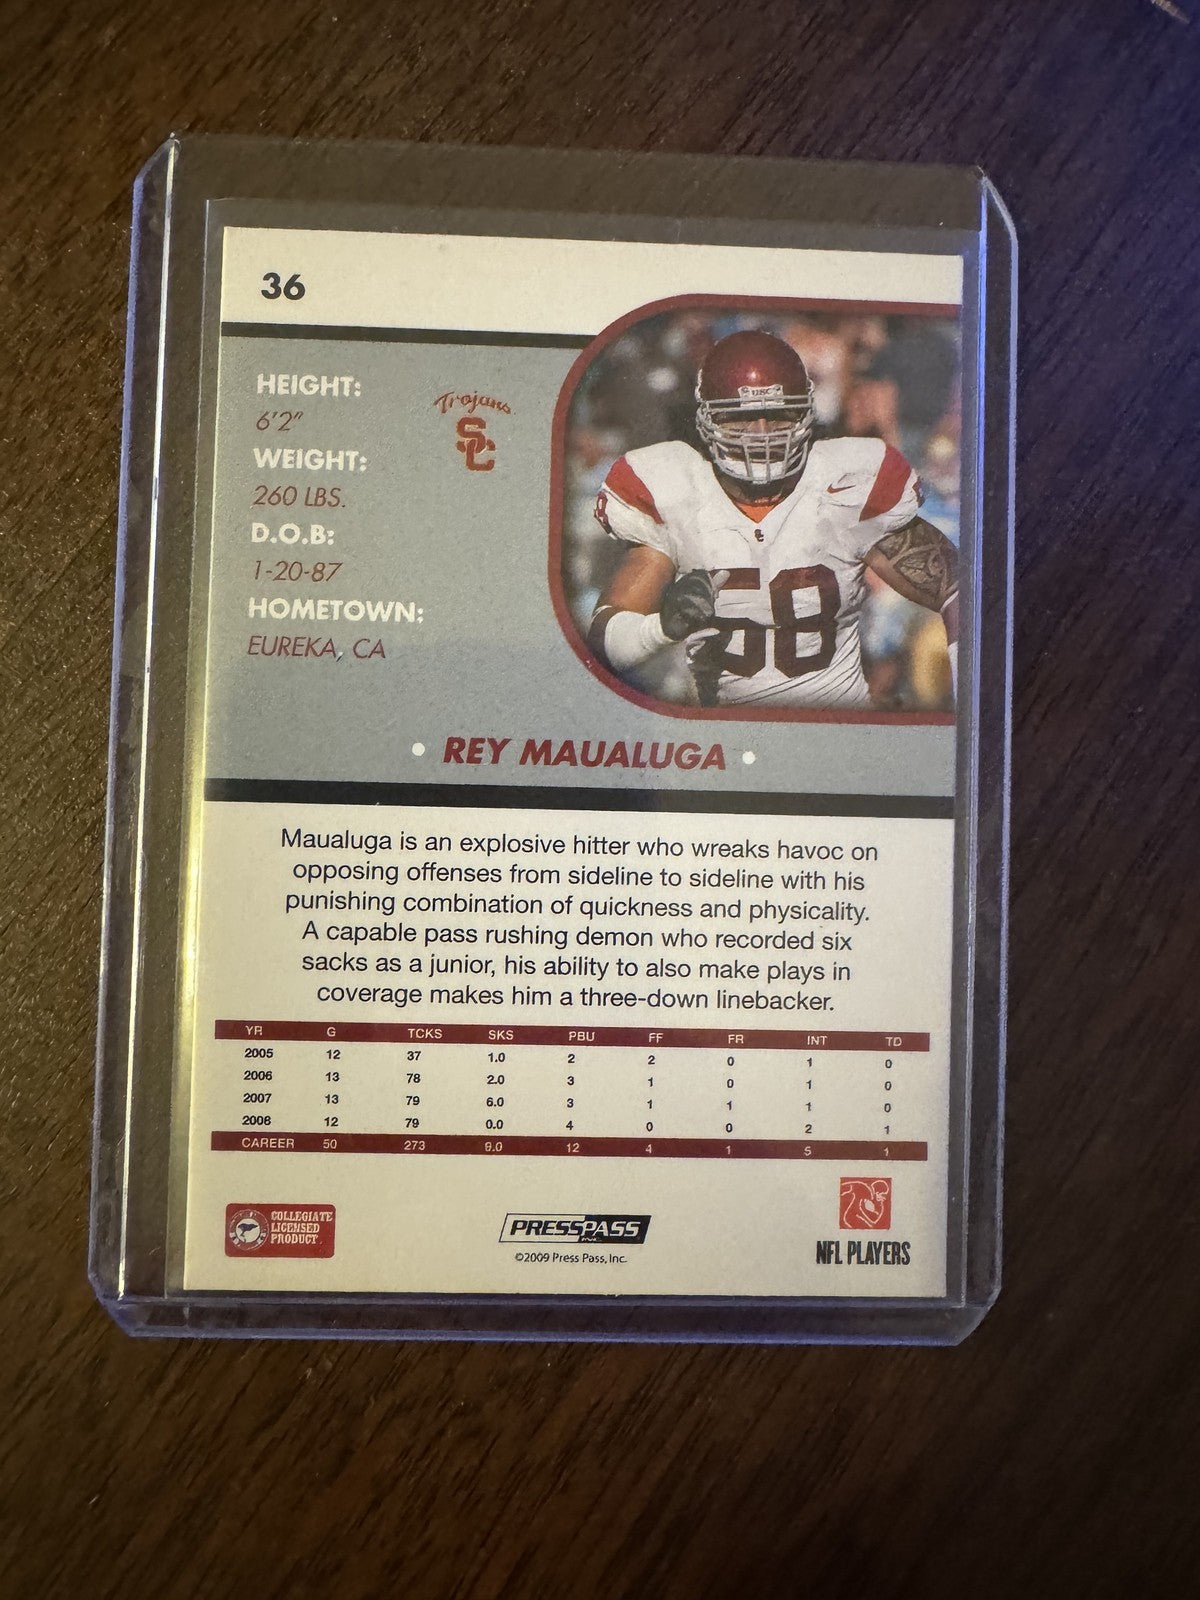 36
HEIGHT:
6'2"
WEIGHT:
260 LBS.
D.O.B:
1-20-87
HOMETOWN:
EUREKA, CA
Trojans
SC
USC
SC
58
• REY MAUALUGA •
Maualuga is an explosive hitter who wreaks havoc on
opposing offenses from sideline to sideline with his
punishing combination of quickness and physicality.
A capable pass rushing demon who recorded six
sacks as a junior, his ability to also make plays in
coverage makes him a three-down linebacker.
YR G TCKS SKS PBU FF FR INT TD
2005 12 37 1.0 2 2 0 1 0
2006 13 78 2.0 3 1 0 1 0
2007 13 79 6.0 3 1 1 1 0
2008 12 79 0.0 4 0 0 2 1
CAREER 50 273 9.0 12 4 1 5 1
COLLEGIATE
LICENSED
PRODUCT
PRESSPASS
INC.
©2009 Press Pass, Inc.
NFL PLAYERS